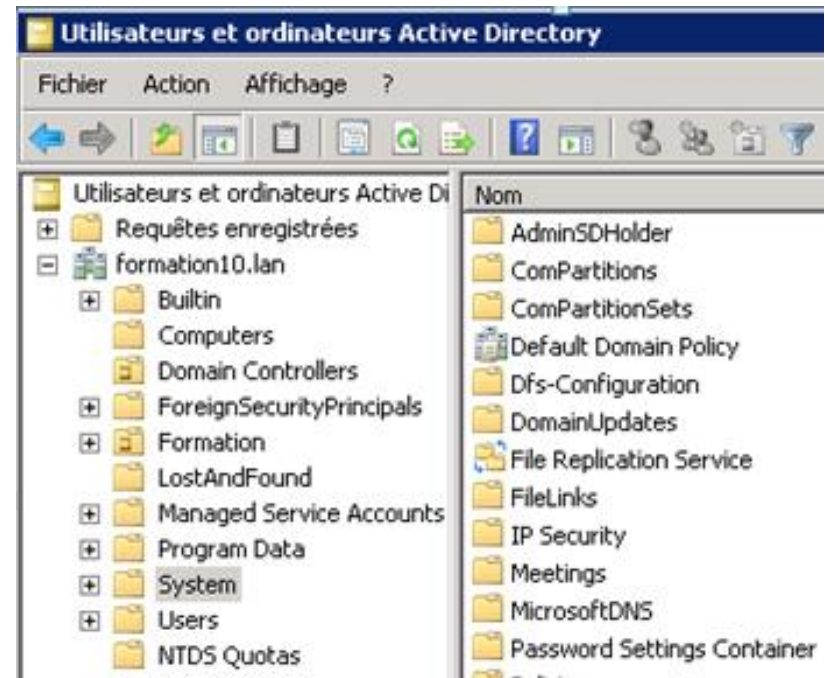 Utilisateurs et ordinateurs Active Directory
Fichier Action Affichage ?
Utilisateurs et ordinateurs Active Di
Requêtes enregistrées
formation10.lan
Builtin
Computers
Domain Controllers
ForeignSecurityPrincipals
Formation
LostAndFound
Managed Service Accounts
Program Data
System
Users
NTDS Quotas
Nom
AdminSDHolder
ComPartitions
ComPartitionSets
Default Domain Policy
Dfs-Configuration
DomainUpdates
File Replication Service
FileLinks
IP Security
Meetings
MicrosoftDNS
Password Settings Container